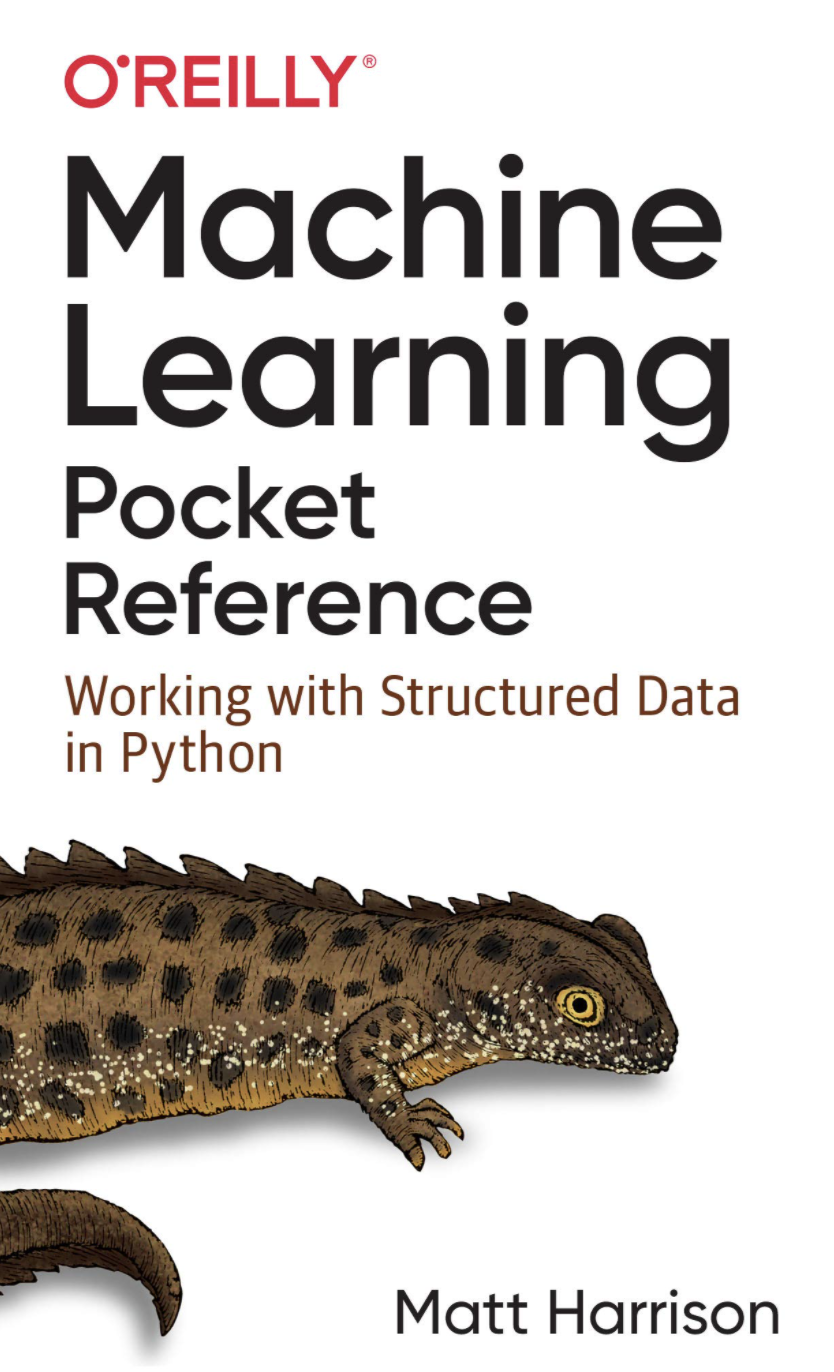 O'REILLY®
Machine
Learning
Pocket
Reference
Working with Structured Data
in Python
Matt Harrison